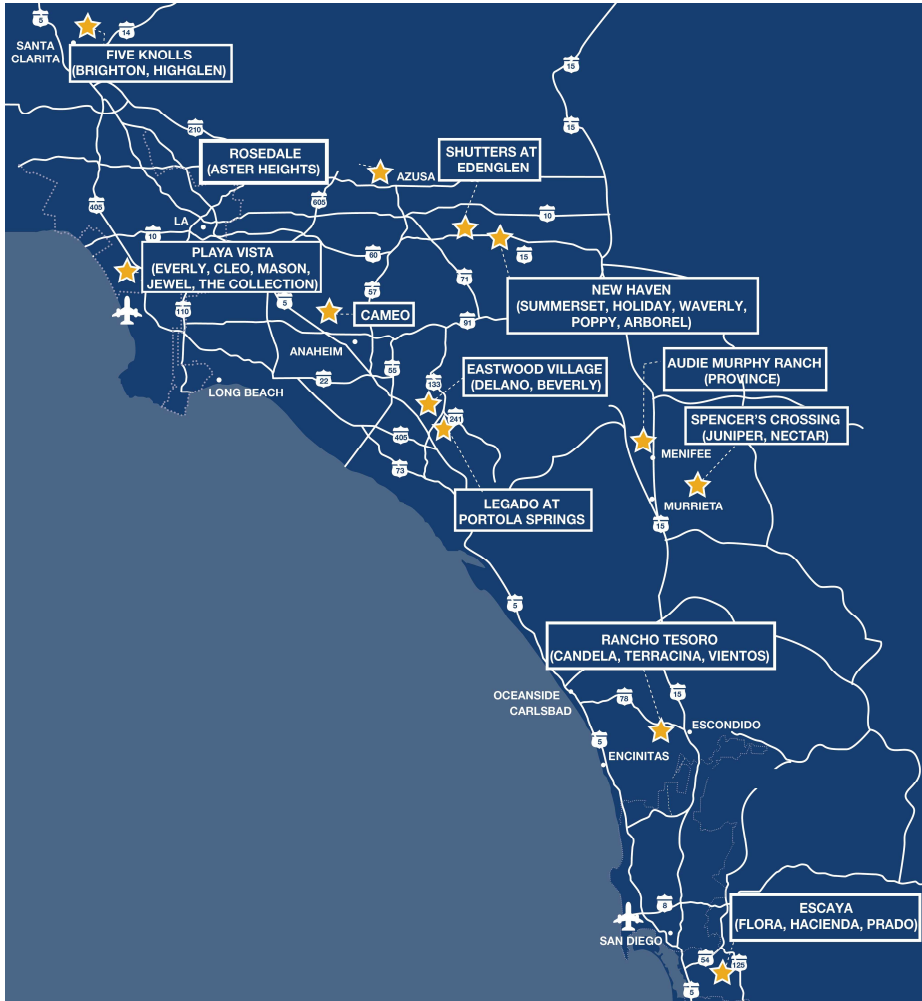 5
14
SANTA
CLARITA
FIVE KNOLLS
(BRIGHTON, HIGHGLEN)
15
15
210
ROSEDALE
(ASTER HEIGHTS)
SHUTTERS AT
EDENGLEN
AZUSA
405
605
LA
10
10
60
15
PLAYA VISTA
(EVERLY, CLEO, MASON,
JEWEL, THE COLLECTION)
71
57
5
110
NEW HAVEN
(SUMMERSET, HOLIDAY, WAVERLY,
POPPY, ARBOREL)
CAMEO
91
ANAHEIM
AUDIE MURPHY RANCH
(PROVINCE)
EASTWOOD VILLAGE
(DELANO, BEVERLY)
55
22
133
LONG BEACH
241
SPENCER'S CROSSING
(JUNIPER, NECTAR)
405
73
MENIFEE
LEGADO AT
PORTOLA SPRINGS
MURRIETA
15
5
RANCHO TESORO
(CANDELA, TERRACINA, VIENTOS)
OCEANSIDE
CARLSBAD
78
15
ESCONDIDO
5
ENCINITAS
8
ESCAYA
(FLORA, HACIENDA, PRADO)
SAN DIEGO
54
125
5